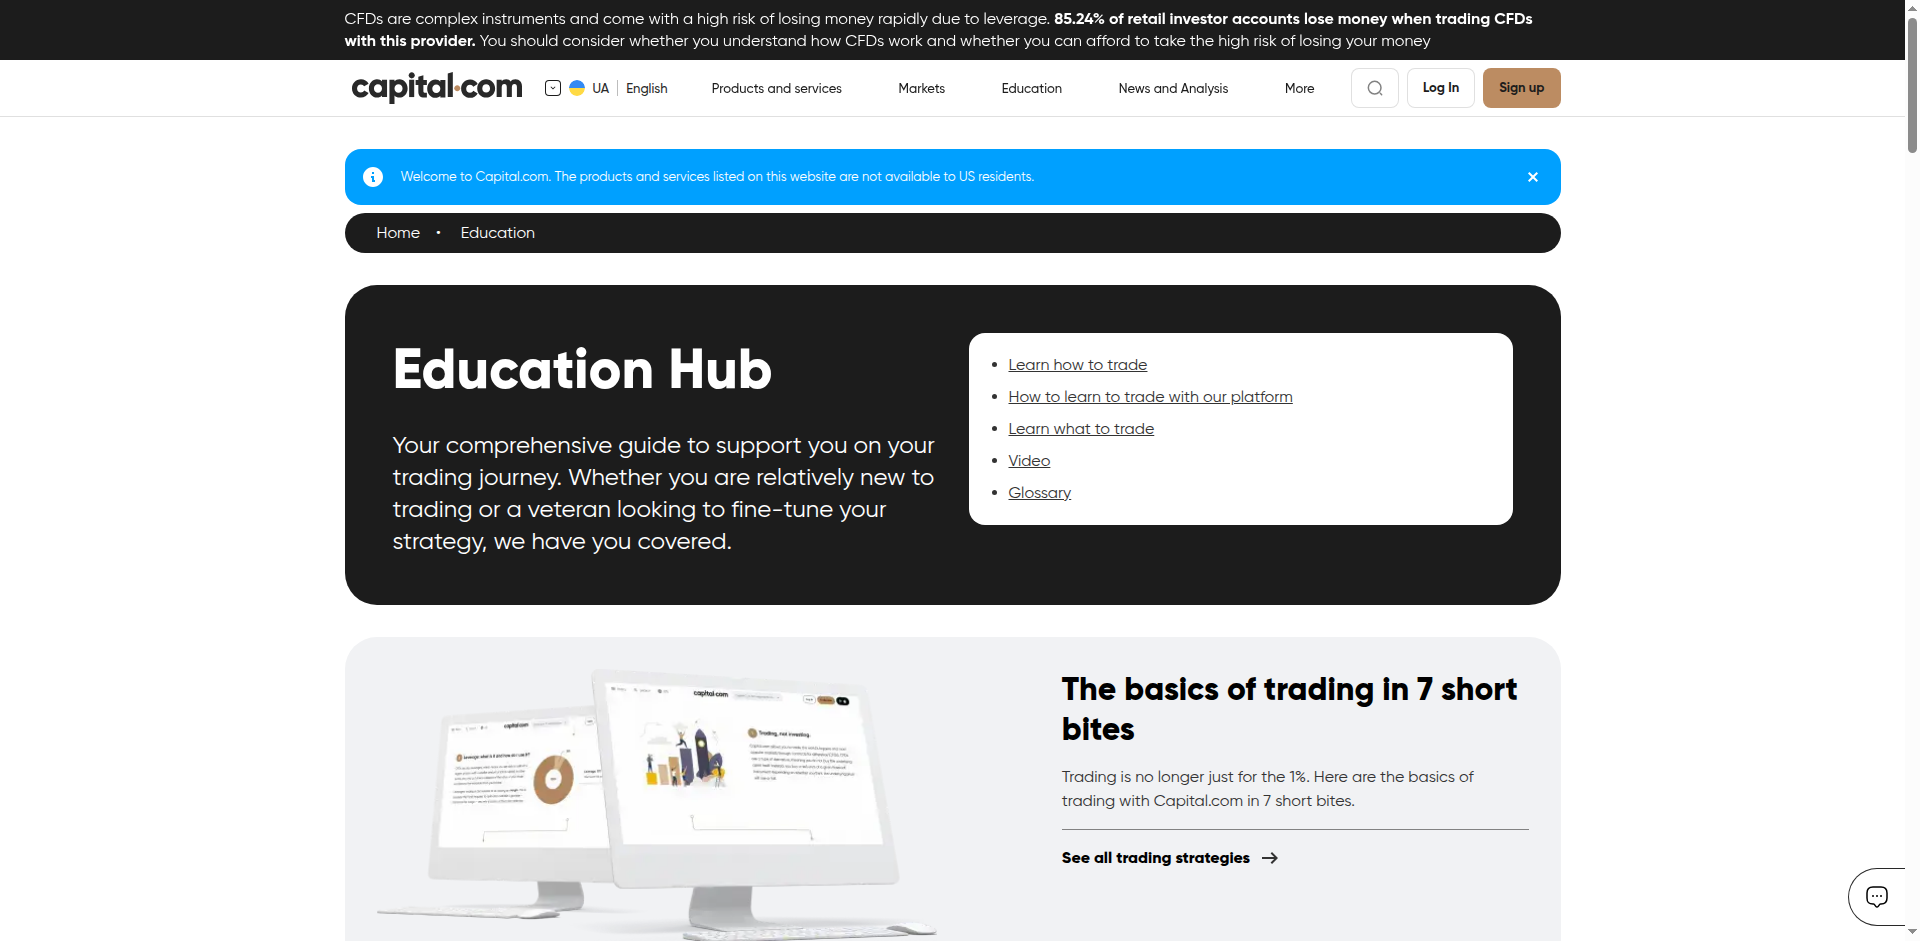 CFDs are complex instruments and come with a high risk of losing money rapidly due to leverage. 85.24% of retail investor accounts lose money when trading CFDs
with this provider. You should consider whether you understand how CFDs work and whether you can afford to take the high risk of losing your money
capital.com
UA
English
Products and services
Markets
Education
News and Analysis
More
Log In
Sign up
Welcome to Capital.com. The products and services listed on this website are not available to US residents.
Home • Education
Education Hub
Your comprehensive guide to support you on your
trading journey. Whether you are relatively new to
trading or a veteran looking to fine-tune your
strategy, we have you covered.
• Learn how to trade
• How to learn to trade with our platform
• Learn what to trade
• Video
• Glossary
capital.com
capital.com
Trading, not investing.
The basics of trading in 7 short
bites
Trading is no longer just for the 1%. Here are the basics of
trading with Capital.com in 7 short bites.
See all trading strategies